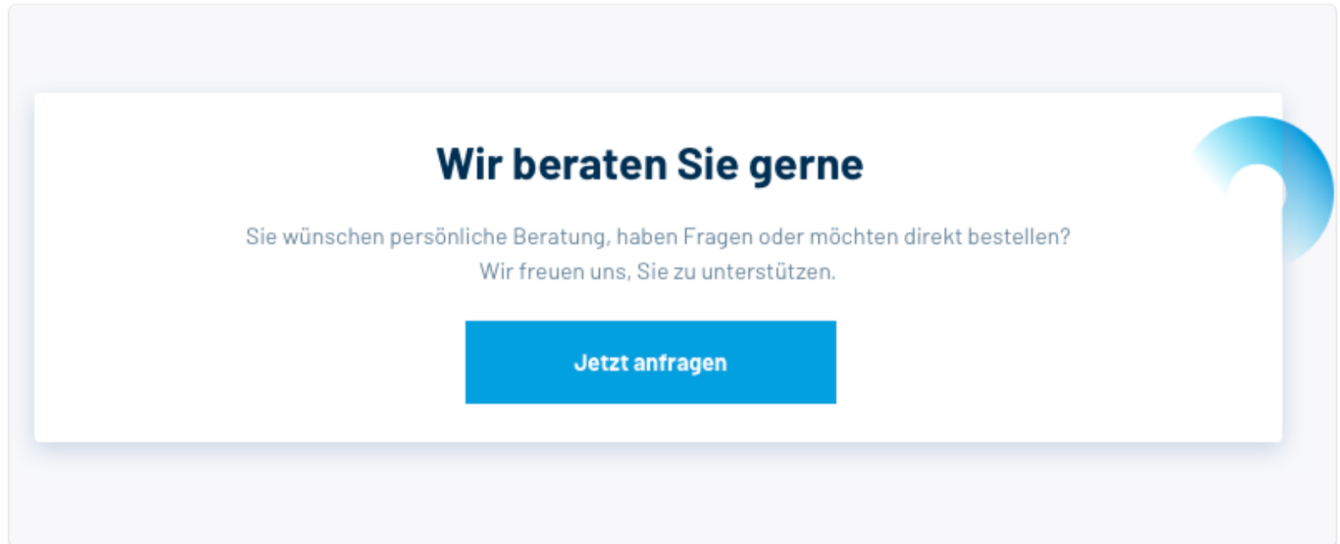 Wir beraten Sie gerne
Sie wünschen persönliche Beratung, haben Fragen oder möchten direkt bestellen?
Wir freuen uns, Sie zu unterstützen.
Jetzt anfragen